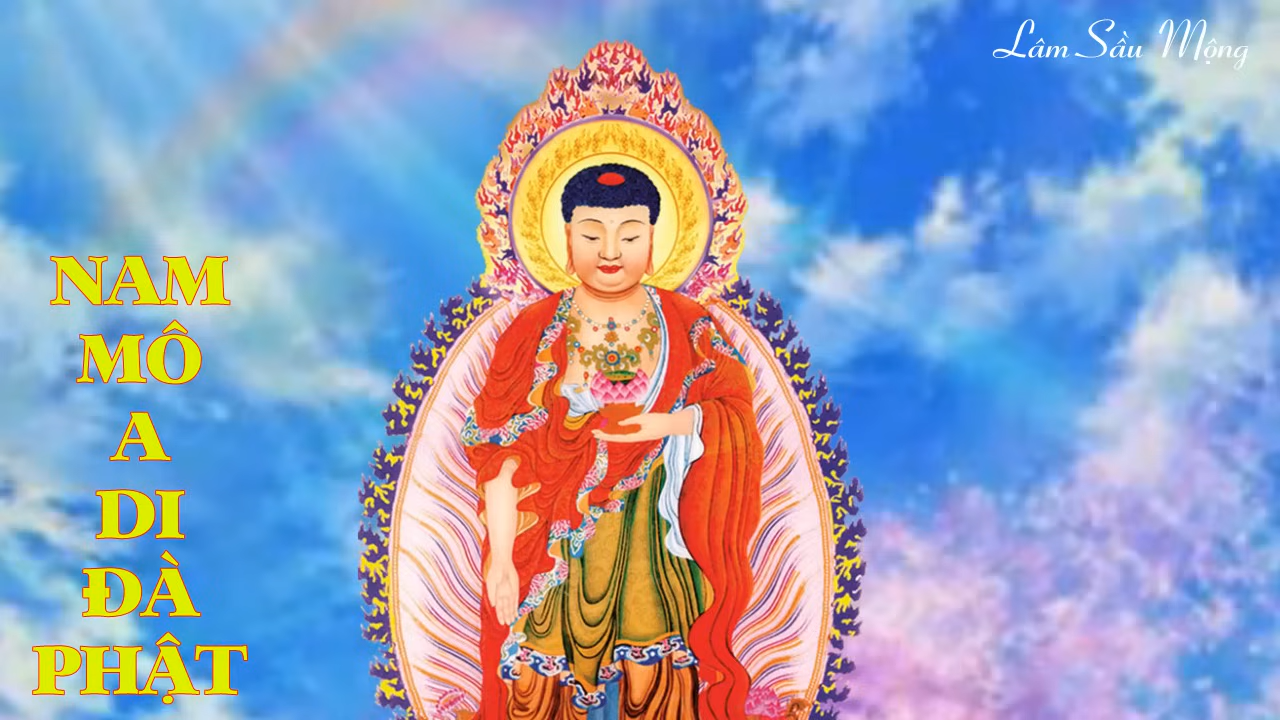 Lâm Sầu Mộng
NAM
MÔ
A
DI
ĐÀ
PHẬT